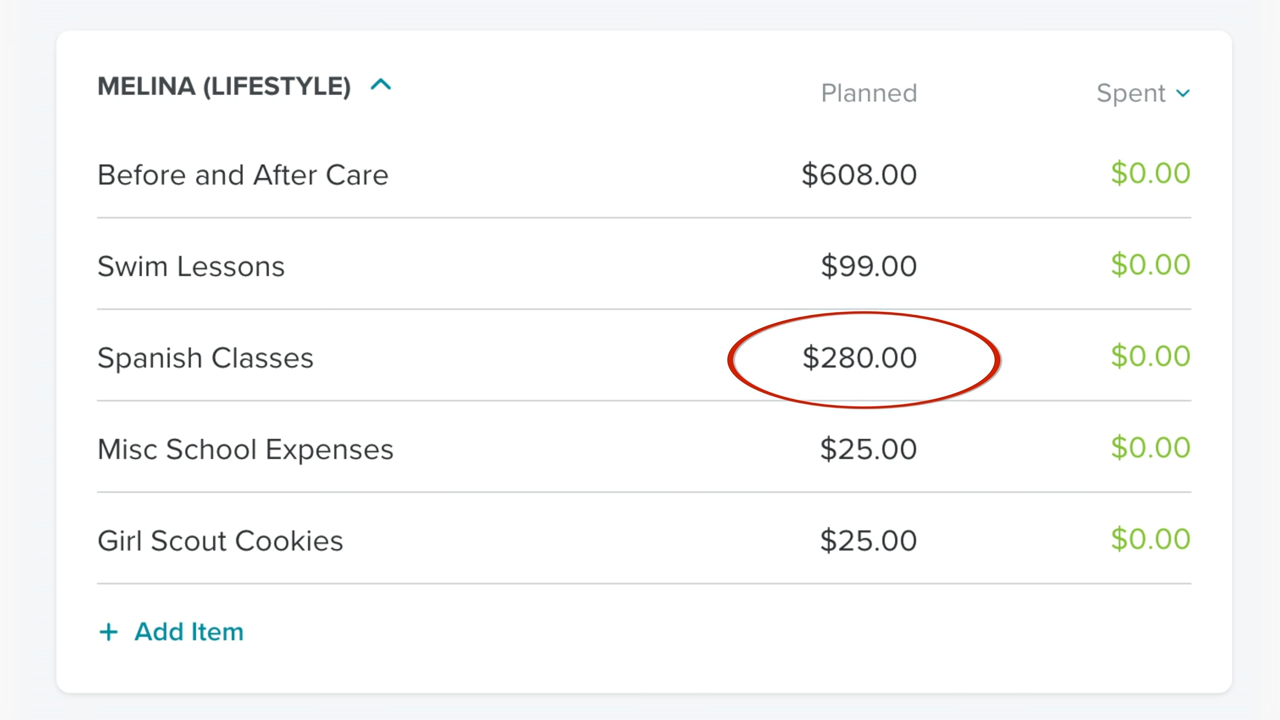 MELINA (LIFESTYLE) Planned Spent
Before and After Care $608.00 $0.00
Swim Lessons $99.00 $0.00
Spanish Classes $280.00 $0.00
Misc School Expenses $25.00 $0.00
Girl Scout Cookies $25.00 $0.00
+ Add Item